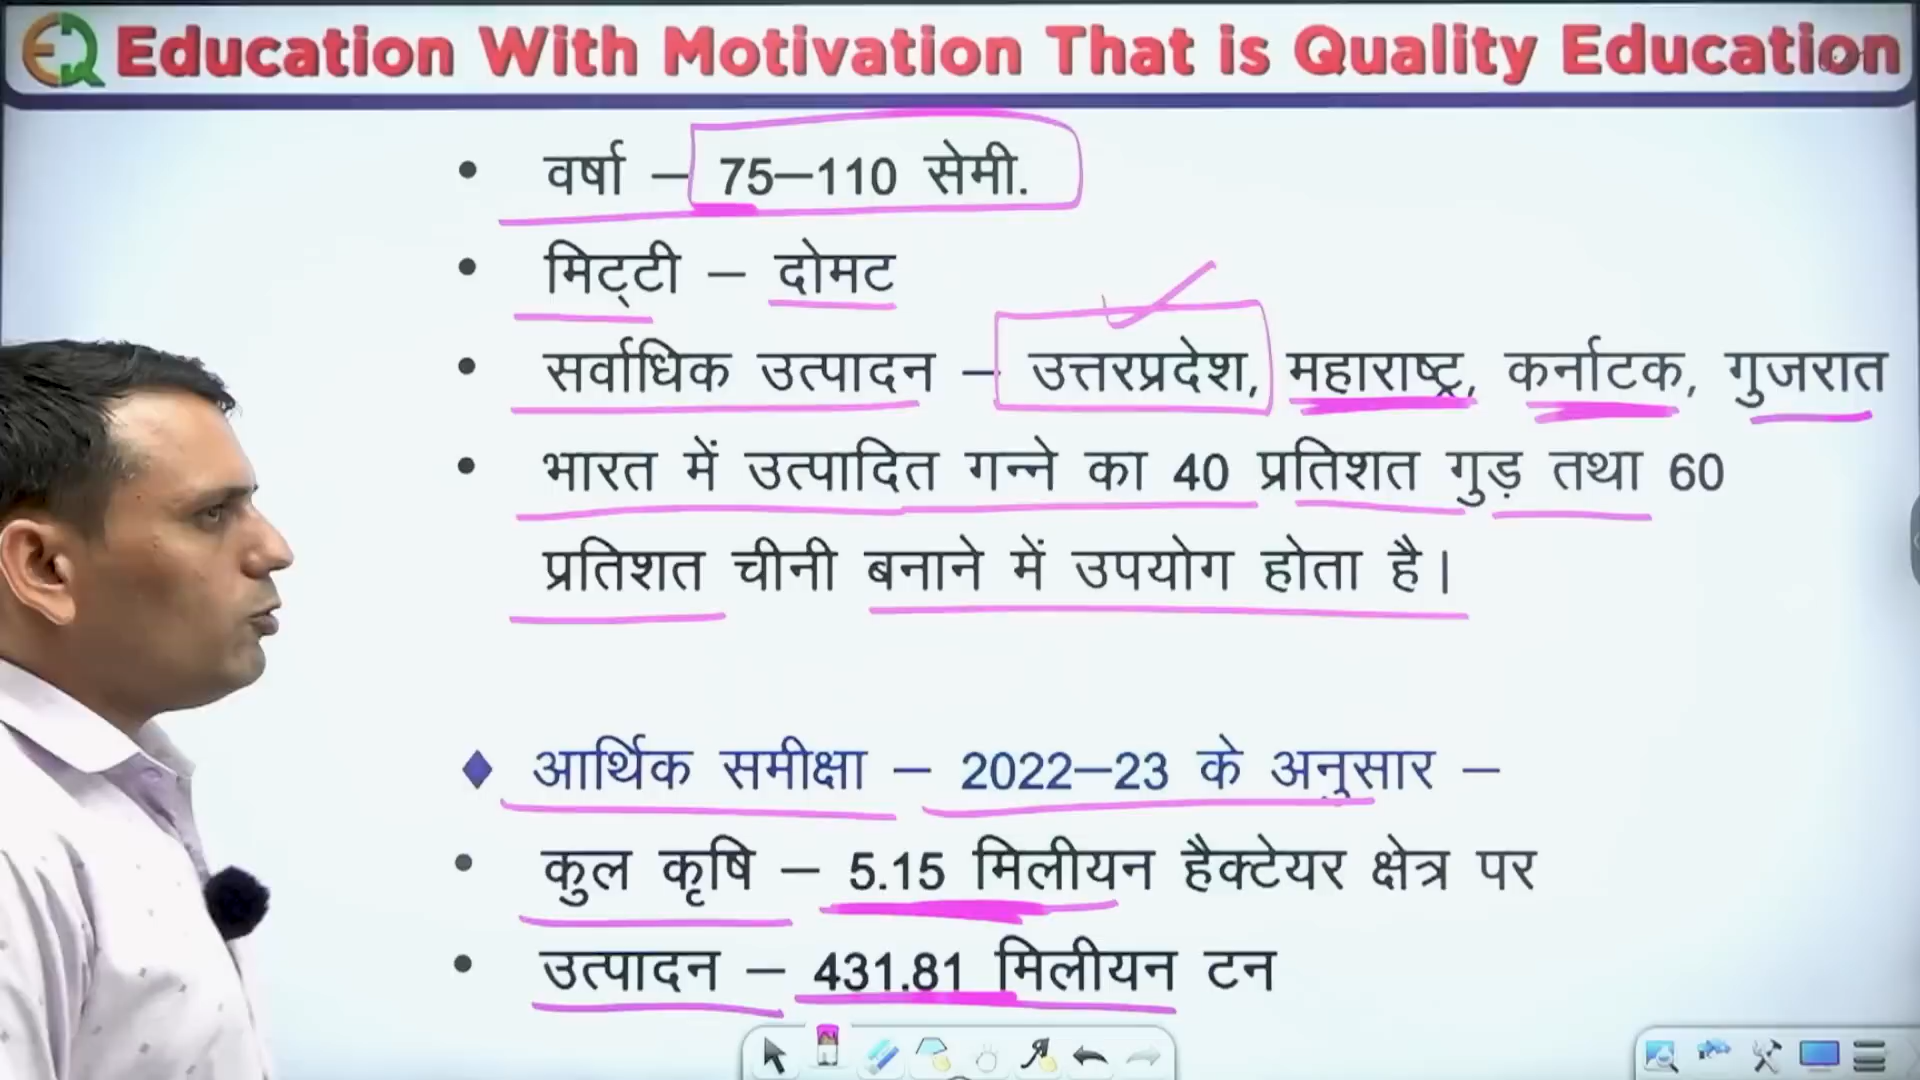 EQ Education With Motivation That is Quality Education
• वर्षा – 75–110 सेमी.
• मिट्टी – दोमट
• सर्वाधिक उत्पादन – उत्तरप्रदेश, महाराष्ट्र, कर्नाटक, गुजरात
• भारत में उत्पादित गन्ने का 40 प्रतिशत गुड़ तथा 60
प्रतिशत चीनी बनाने में उपयोग होता है।
♦ आर्थिक समीक्षा – 2022–23 के अनुसार –
• कुल कृषि – 5.15 मिलीयन हैक्टेयर क्षेत्र पर
• उत्पादन – 431.81 मिलीयन टन